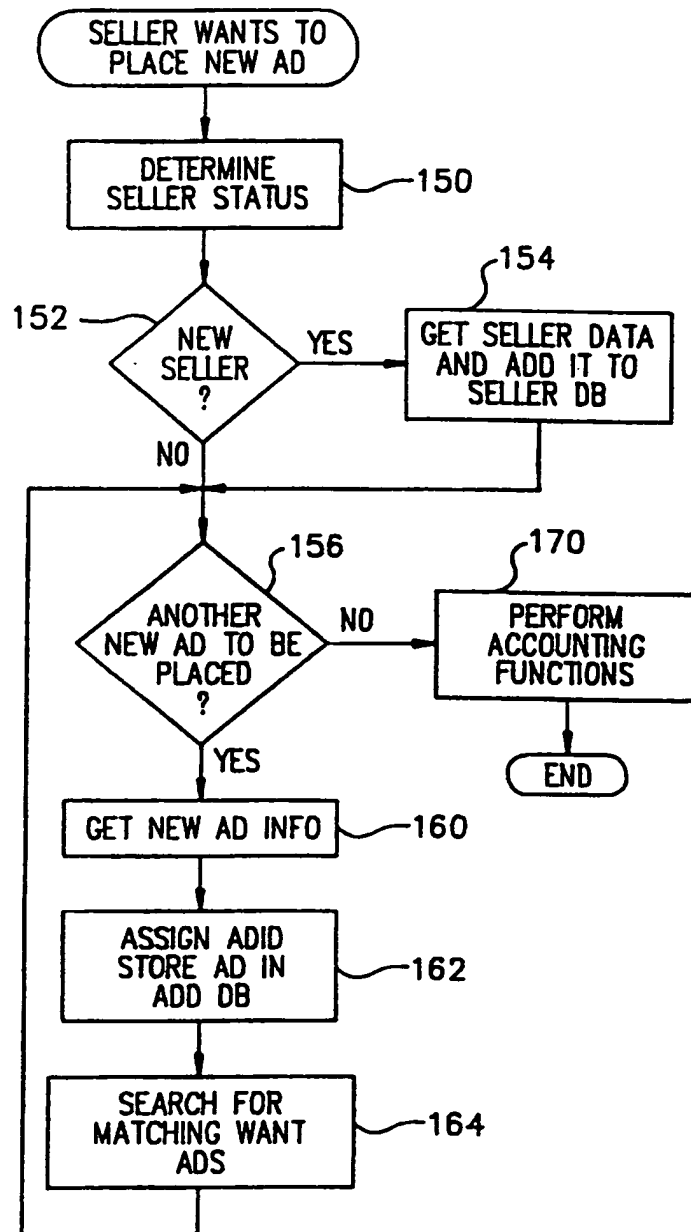 SELLER WANTS TO
PLACE NEW AD
DETERMINE
SELLER STATUS
150
152
NEW
SELLER
?
YES
NO
154
GET SELLER DATA
AND ADD IT TO
SELLER DB
156
ANOTHER
NEW AD TO BE
PLACED
?
NO
YES
170
PERFORM
ACCOUNTING
FUNCTIONS
END
GET NEW AD INFO
160
ASSIGN ADID
STORE AD IN
ADD DB
162
SEARCH FOR
MATCHING WANT
ADS
164